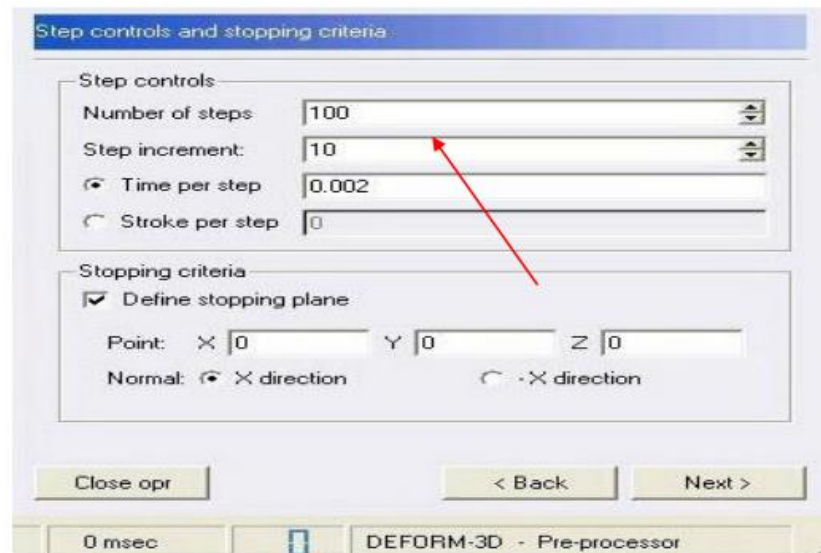 Step controls and stopping criteria
Step controls
Number of steps 100
Step increment: 10
Time per step 0.002
Stroke per step 0
Stopping criteria
Define stopping plane
Point: X 0 Y 0 Z 0
Normal: X direction -X direction
Close opr < Back Next >
0 msec DEFORM-3D - Pre-processor